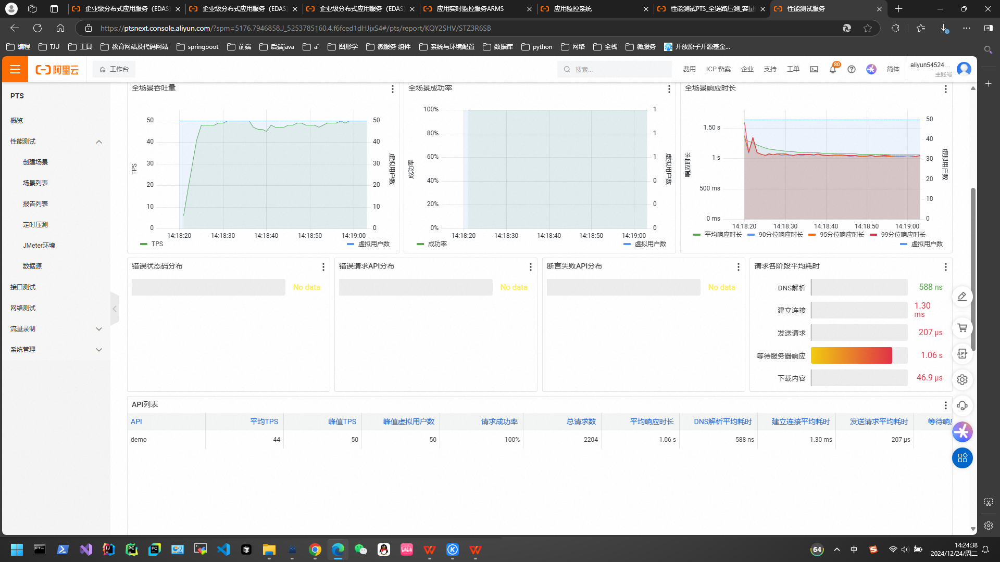 企业级分布式应用服务（EDAS
企业级分布式应用服务（EDAS
企业级分布式应用服务（EDAS
应用实时监控服务ARMS
应用监控系统
性能测试PTS_全链路压测_容量
性能测试服务
https://ptsnext.console.aliyun.com/?spm=5176.7946858.J_5253785160.4.f6fced1dHJjxS4#/pts/report/KQY2SHV/STZ3R6SB
编程
TJU
工具
教育网站及代码网站
springboot
前端
后端java
ai
图形学
微服务 组件
系统与环境配置
数据库
python
网络
全栈
微服务
开放原子开源基金...
阿里云
工作台
搜索...
费用
ICP 备案
企业
支持
工单
80
简体
aliyun54524...
主账号
PTS
概览
性能测试
创建场景
场景列表
报告列表
定时压测
JMeter环境
数据源
接口测试
网络测试
流量录制
系统管理
全场景吞吐量
50
40
30
20
10
0
TPS
50
40
30
20
10
0
虚拟用户数
14:18:20
14:18:30
14:18:40
14:18:50
14:19:00
TPS
虚拟用户数
全场景成功率
100%
80%
60%
40%
20%
0%
成功率
1
1
1
0
0
0
虚拟用户数
14:18:20
14:18:30
14:18:40
14:18:50
14:19:00
成功率
虚拟用户数
全场景响应时长
1.50 s
1 s
500 ms
0 ms
响应时长
50
40
30
20
10
0
虚拟用户数
14:18:20
14:18:30
14:18:40
14:18:50
14:19:00
平均响应时长
90分位响应时长
95分位响应时长
99分位响应时长
虚拟用户数
错误状态码分布
No data
错误请求API分布
No data
断言失败API分布
No data
请求各阶段平均耗时
DNS解析
588 ns
建立连接
1.30
ms
发送请求
207 µs
等待服务器响应
1.06 s
下载内容
46.9 µs
APP
API列表
API
平均TPS
峰值TPS
峰值虚拟用户数
请求成功率
总请求数
平均响应时长
DNS解析平均耗时
建立连接平均耗时
发送请求平均耗时
等待响应
demo
44
50
50
100%
2204
1.06 s
588 ns
1.30 ms
207 µs
64
中
14:24:38
2024/12/24/周二